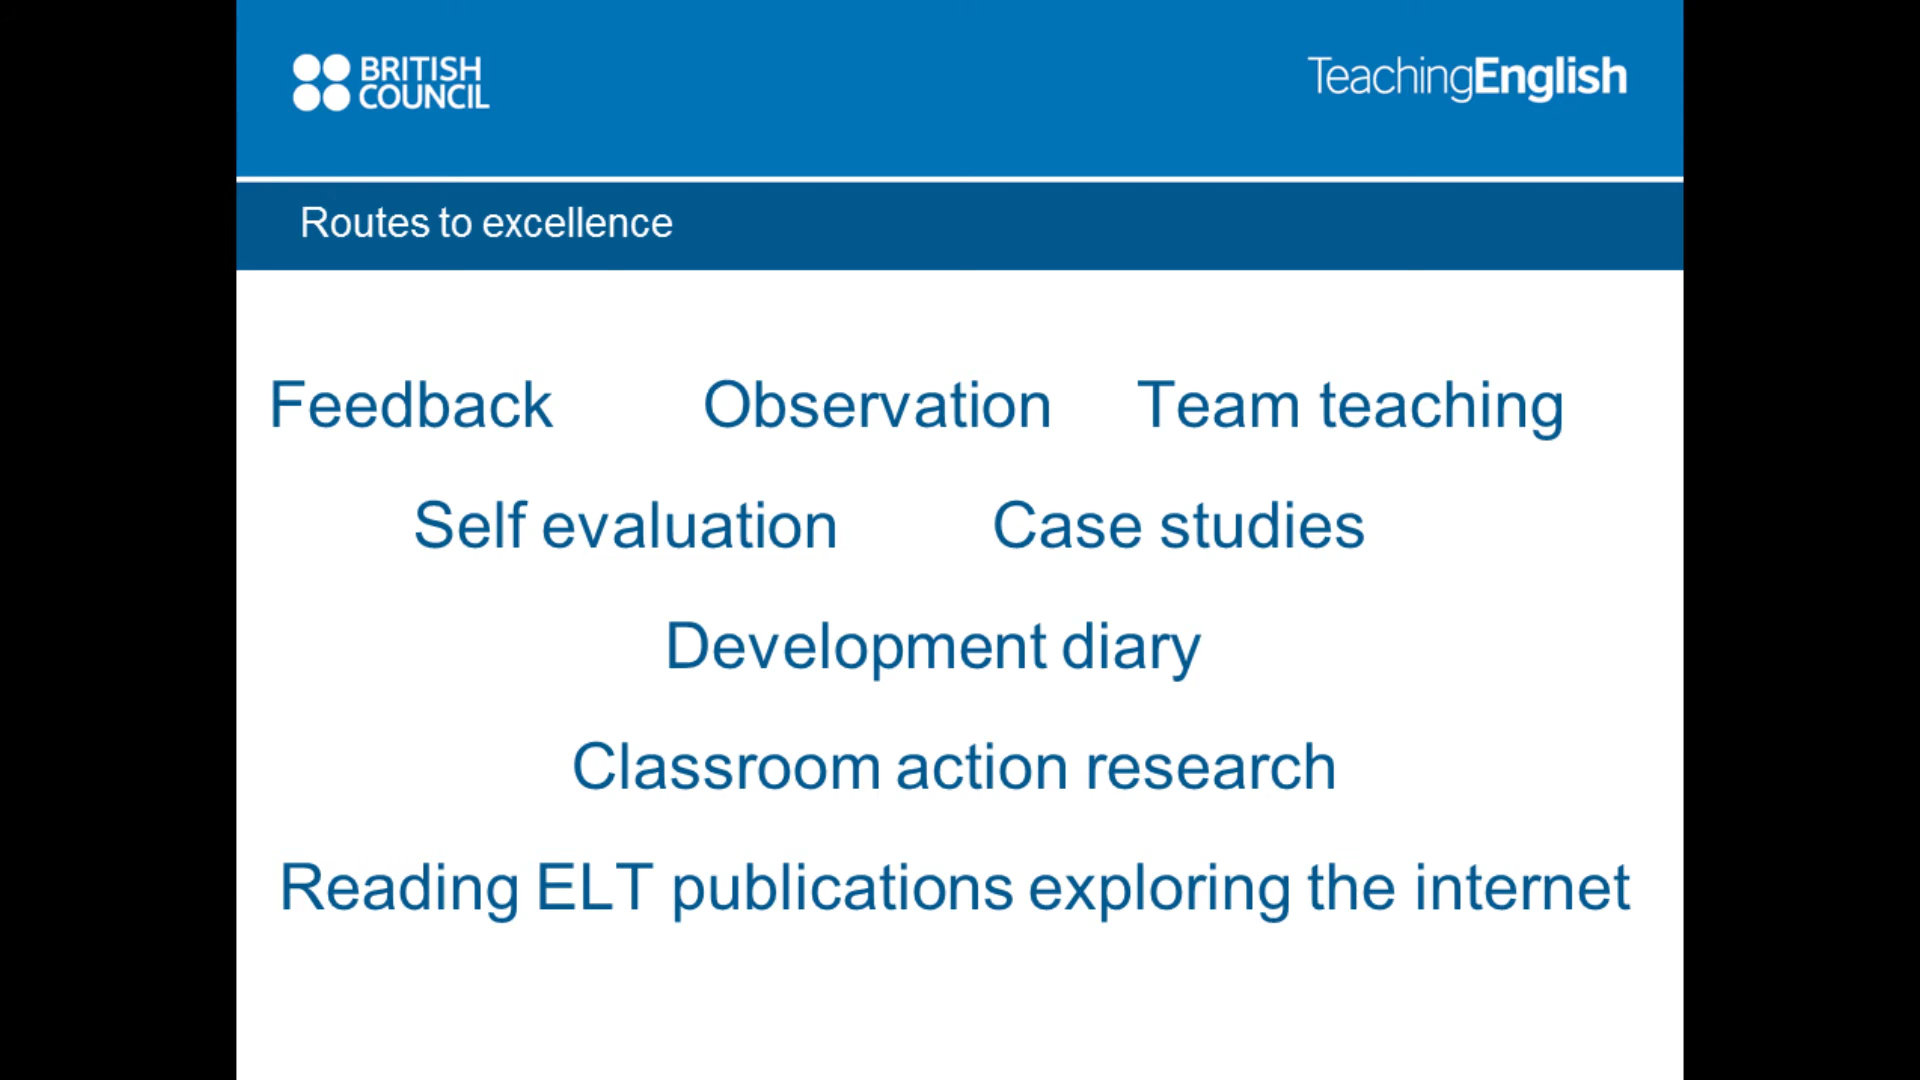 BRITISH
COUNCIL
TeachingEnglish
Routes to excellence
Feedback Observation Team teaching
Self evaluation Case studies
Development diary
Classroom action research
Reading ELT publications exploring the internet